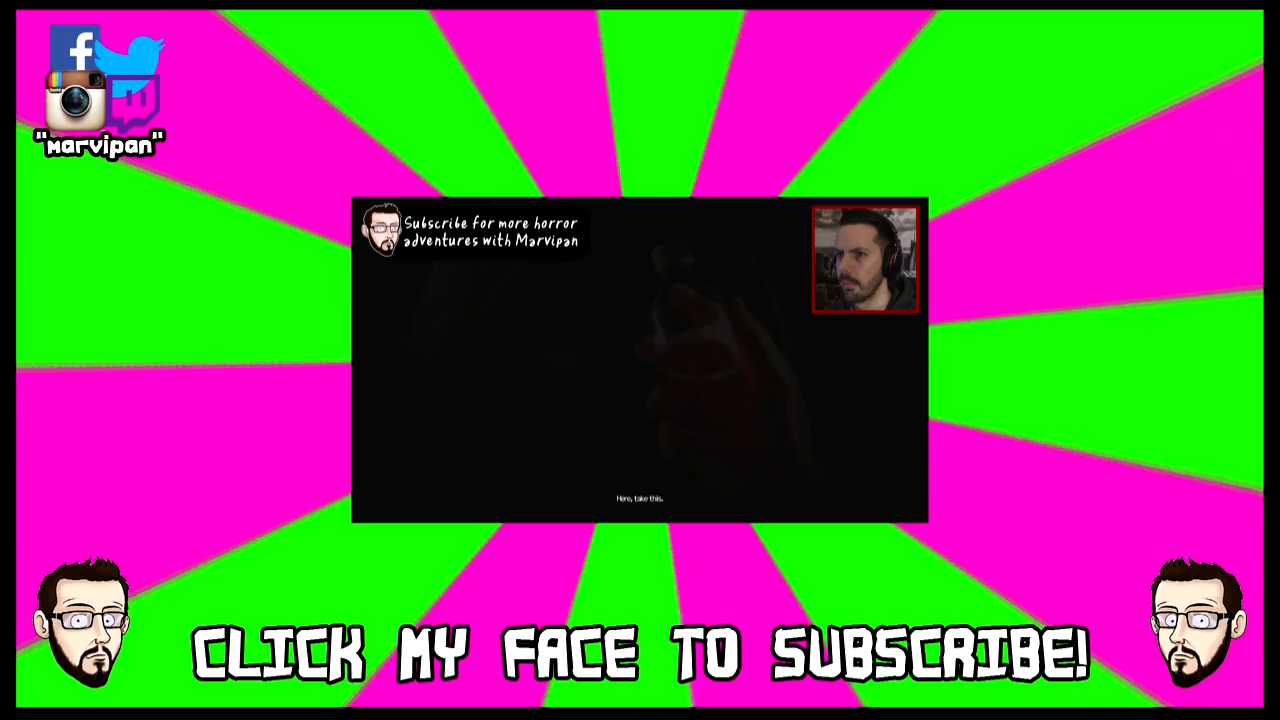 "marvipan"
Subscribe for more horror
adventures with Marvipan
Here, take this.
CLICK MY FACE TO SUBSCRIBE!